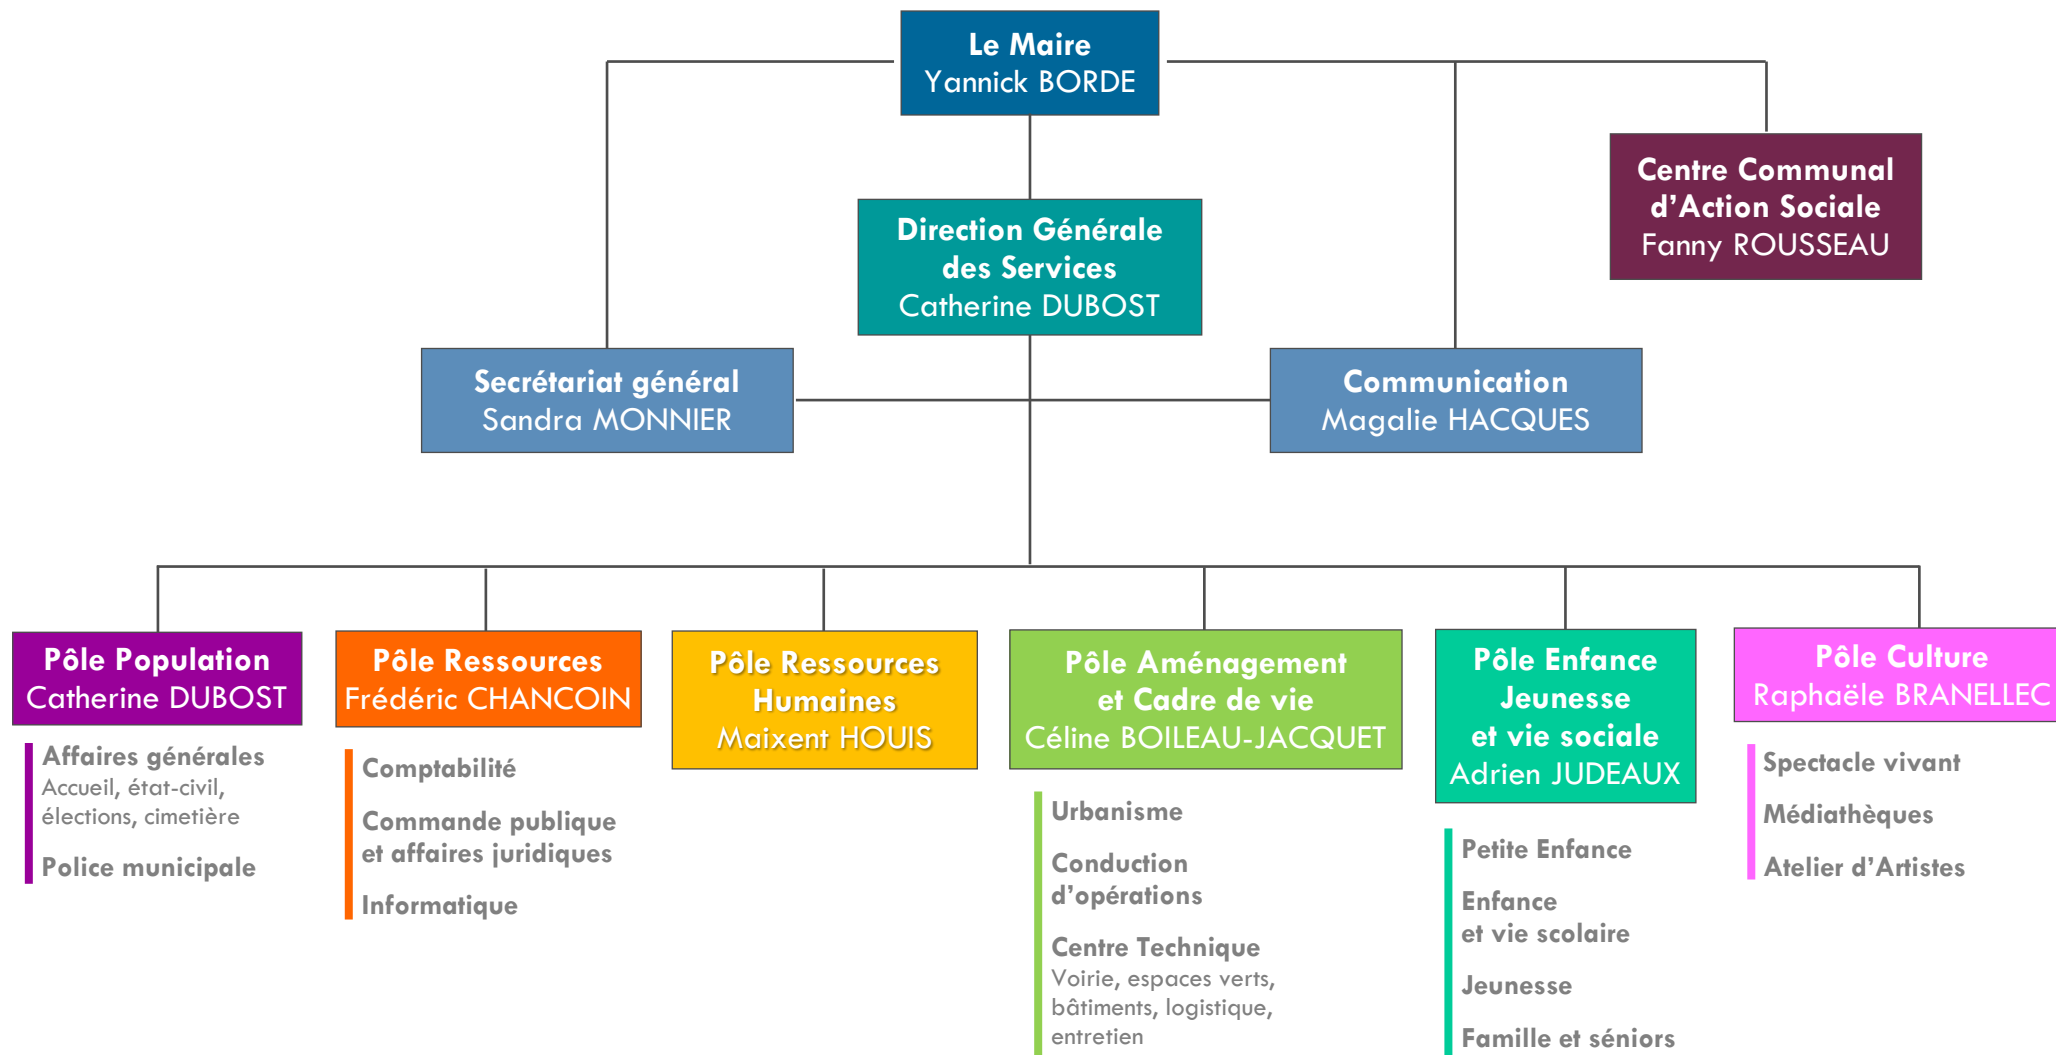 Le Maire
Yannick BORDE
Centre Communal
d’Action Sociale
Fanny ROUSSEAU
Direction Générale
des Services
Catherine DUBOST
Secrétariat général
Sandra MONNIER
Communication
Magalie HACQUES
Pôle Population
Catherine DUBOST
Affaires générales
Accueil, état-civil,
élections, cimetière
Police municipale
Pôle Ressources
Frédéric CHANCOIN
Comptabilité
Commande publique
et affaires juridiques
Informatique
Pôle Ressources
Humaines
Maixent HOUIS
Pôle Aménagement
et Cadre de vie
Céline BOILEAU-JACQUET
Urbanisme
Conduction
d’opérations
Centre Technique
Voirie, espaces verts,
bâtiments, logistique,
entretien
Pôle Enfance
Jeunesse
et vie sociale
Adrien JUDEAUX
Petite Enfance
Enfance
et vie scolaire
Jeunesse
Famille et séniors
Pôle Culture
Raphaële BRANELLEC
Spectacle vivant
Médiathèques
Atelier d’Artistes